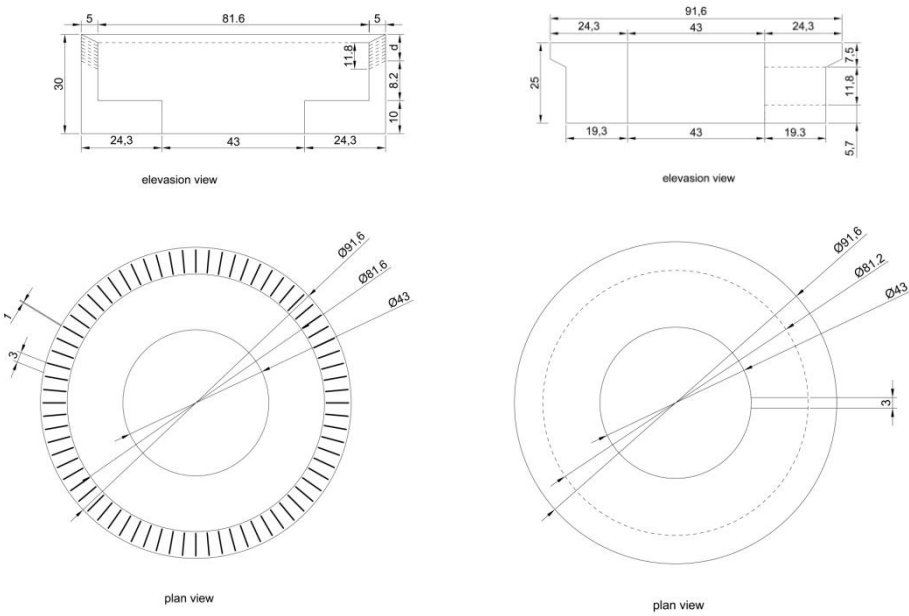 5 81.6 5
30
11.8
d
8.2
10
24,3 43 24,3
elevasion view
91,6
24,3 43 24,3
25
7,5
11,8
5,7
19,3 43 19.3
elevasion view
Ø91,6
Ø81.6
Ø43
1
3
plan view
Ø91,6
Ø81.2
Ø43
3
plan view